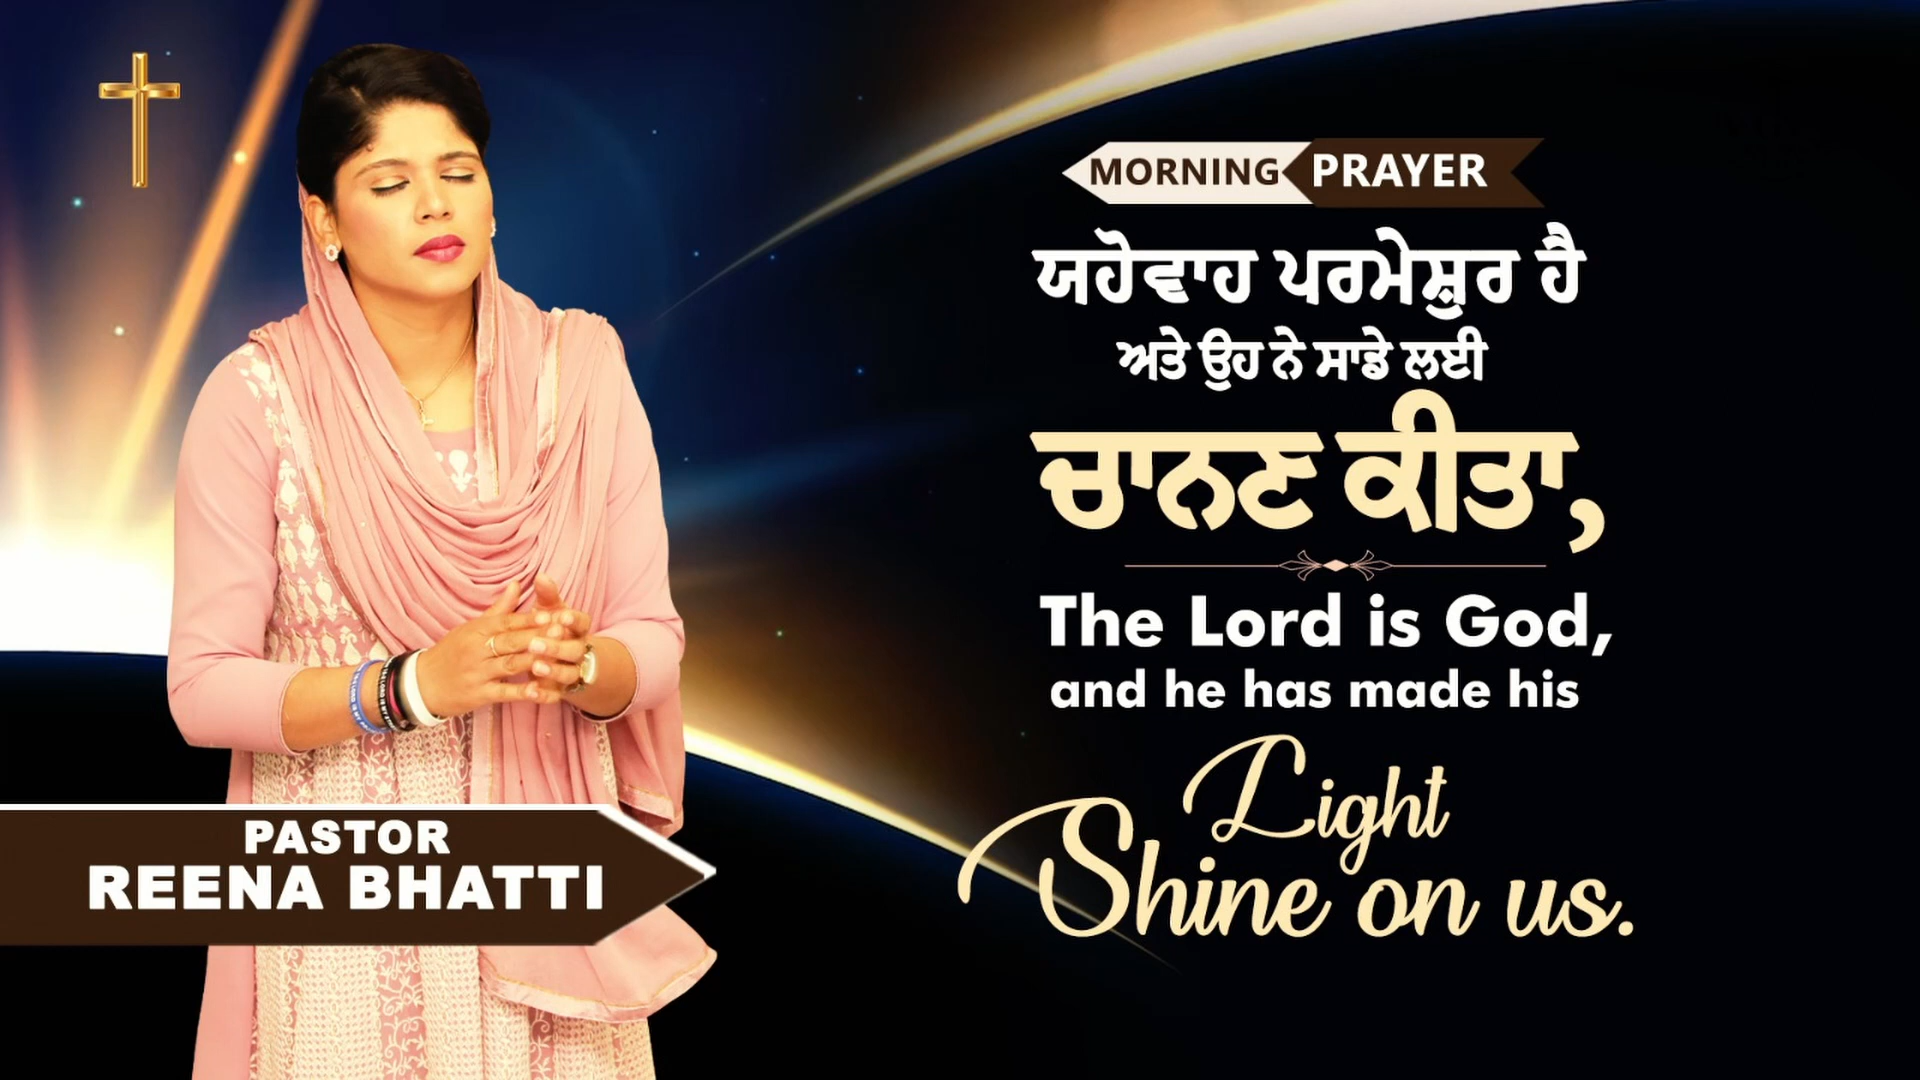 MORNING PRAYER
ਯਹੋਵਾਹ ਪਰਮੇਸ਼ੁਰ ਹੈ
ਅਤੇ ਉਹ ਨੇ ਸਾਡੇ ਲਈ
ਚਾਨਣ ਕੀਤਾ,
The Lord is God,
and he has made his
Light
Shine on us.
PASTOR
REENA BHATTI